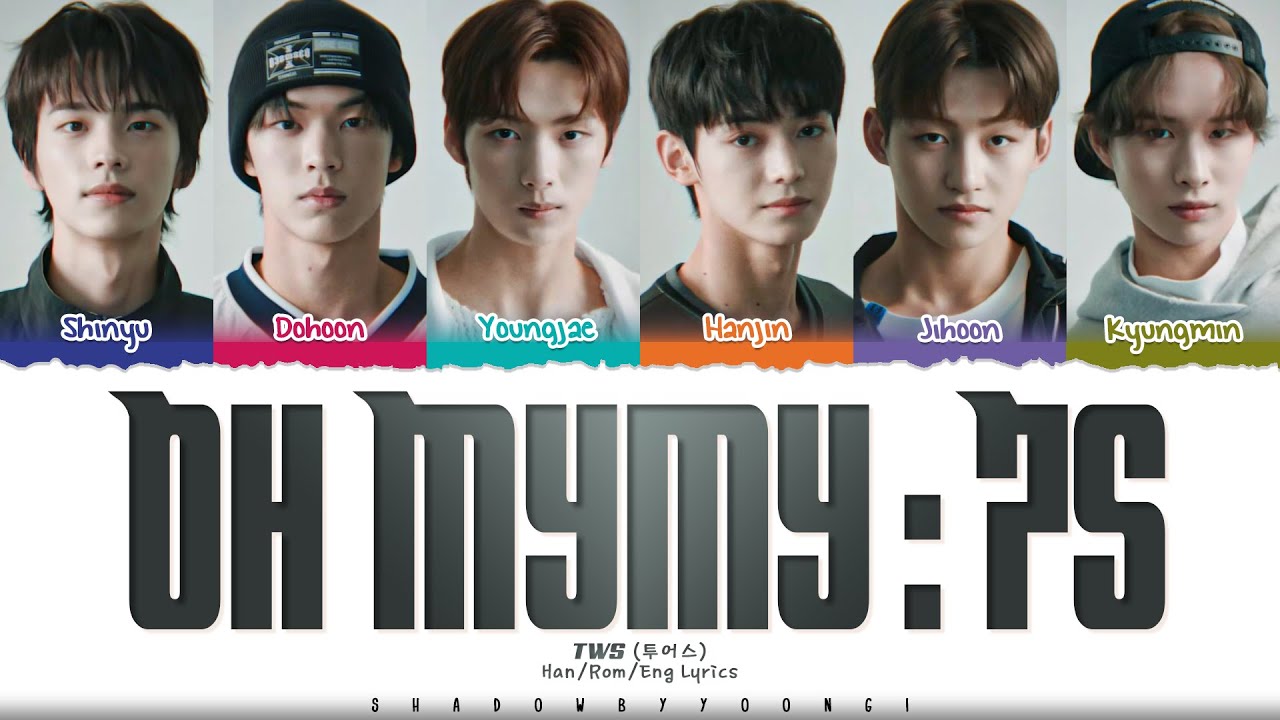 Shinyu Dohoon Youngjae Hanjin Jihoon Kyungmin
OH MYMY : 7S
TWS (투어스)
Han/Rom/Eng Lyrics
SHADOWBYYOONGI